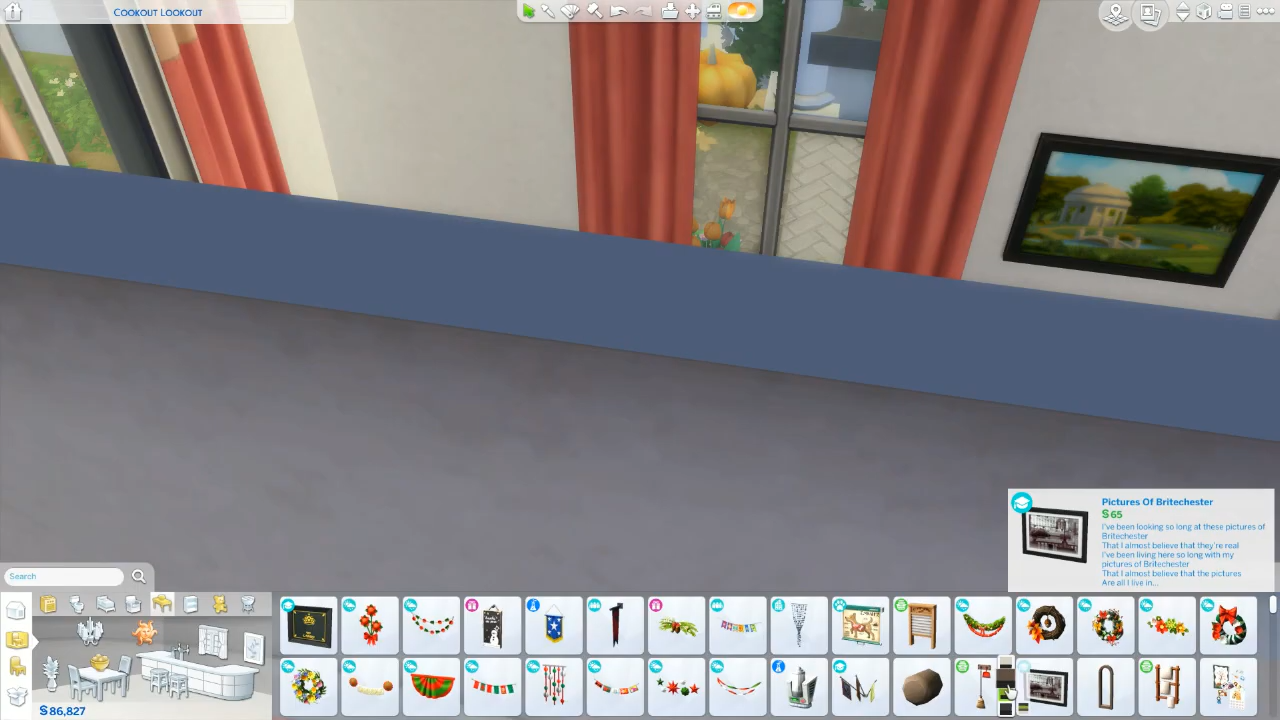 COOKOUT LOOKOUT
Pictures Of Britechester
§65
I've been looking so long at these pictures of
Britechester
That I almost believe that they're real
I've been living here so long with my
pictures of Britechester
That I almost believe that the pictures
Are all I live in...
Search
§86,827